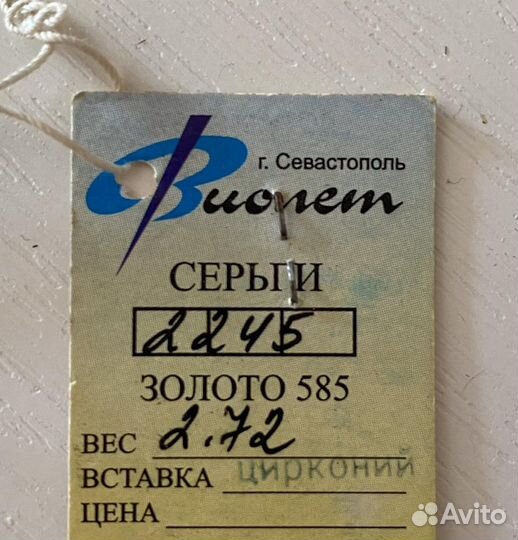 г. Севастополь
Виолет
СЕРЬГИ
2245
ЗОЛОТО 585
ВЕС 2.72
ВСТАВКА цирконий
ЦЕНА
Avito